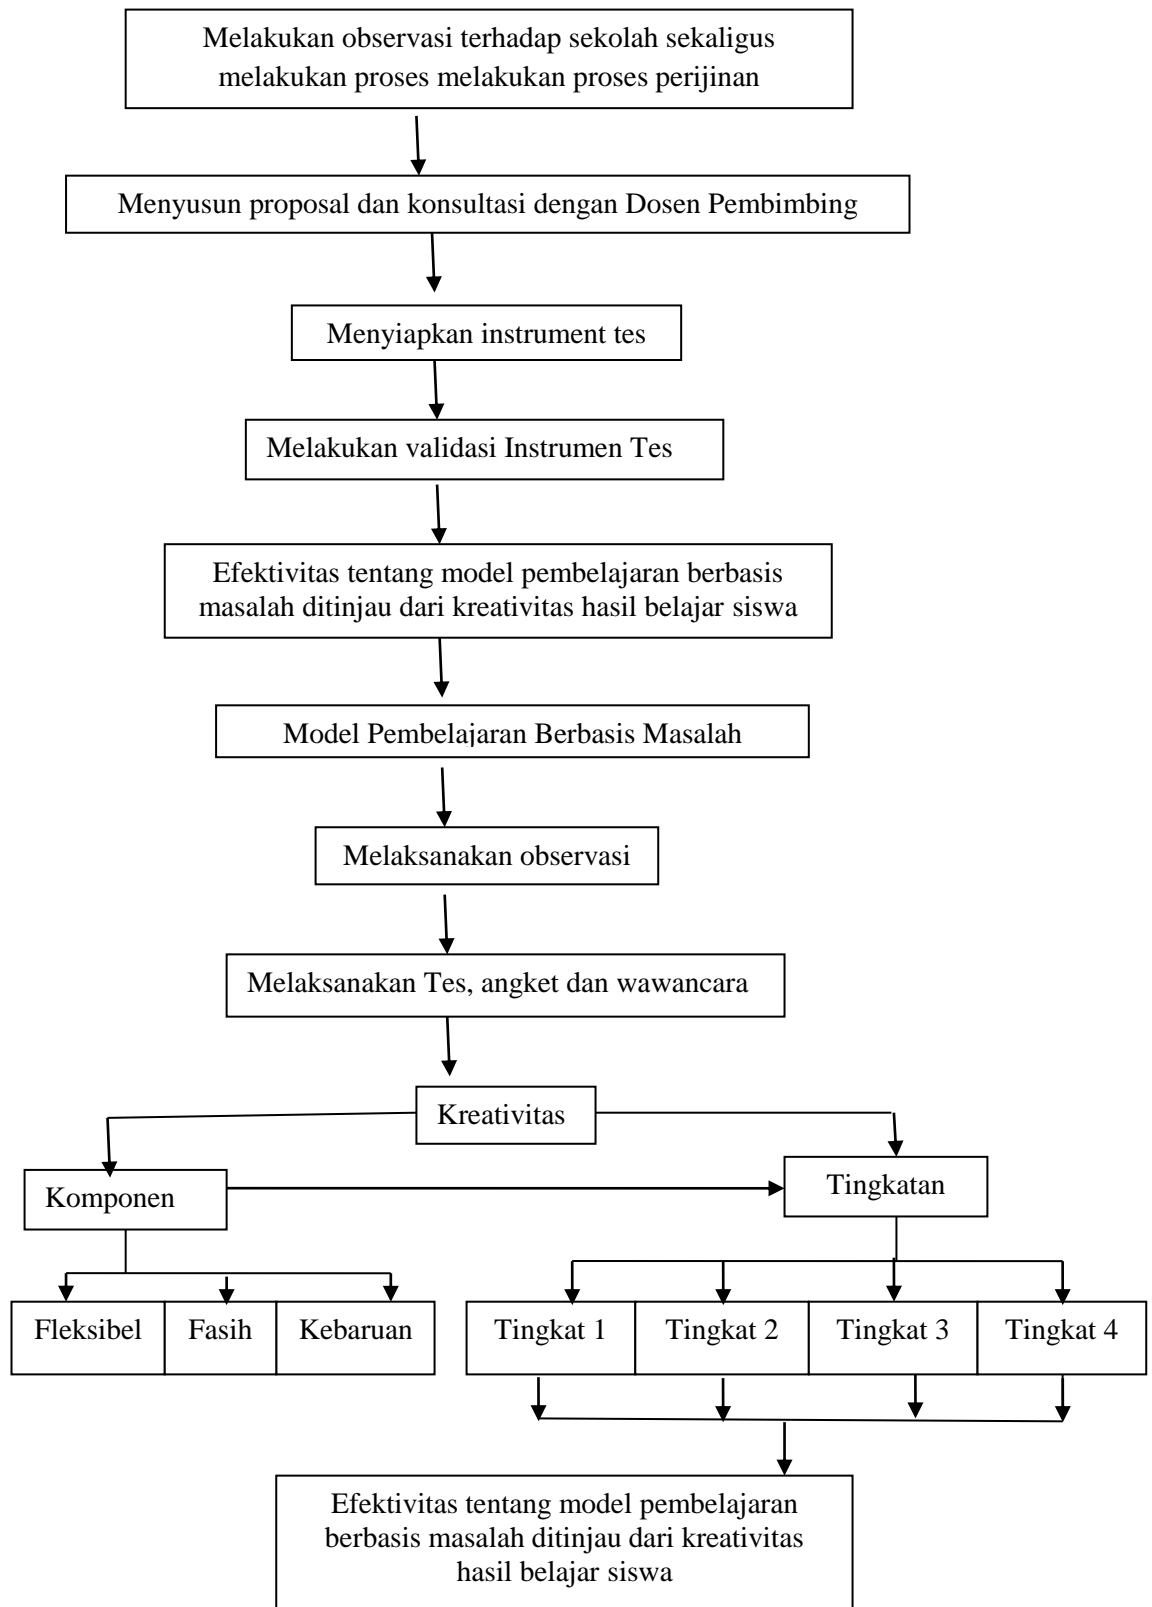 Melakukan observasi terhadap sekolah sekaligus
melakukan proses melakukan proses perijinan
Menyusun proposal dan konsultasi dengan Dosen Pembimbing
Menyiapkan instrument tes
Melakukan validasi Instrumen Tes
Efektivitas tentang model pembelajaran berbasis
masalah ditinjau dari kreativitas hasil belajar siswa
Model Pembelajaran Berbasis Masalah
Melaksanakan observasi
Melaksanakan Tes, angket dan wawancara
Kreativitas
Komponen
Tingkatan
Fleksibel
Fasih
Kebaruan
Tingkat 1
Tingkat 2
Tingkat 3
Tingkat 4
Efektivitas tentang model pembelajaran
berbasis masalah ditinjau dari kreativitas
hasil belajar siswa